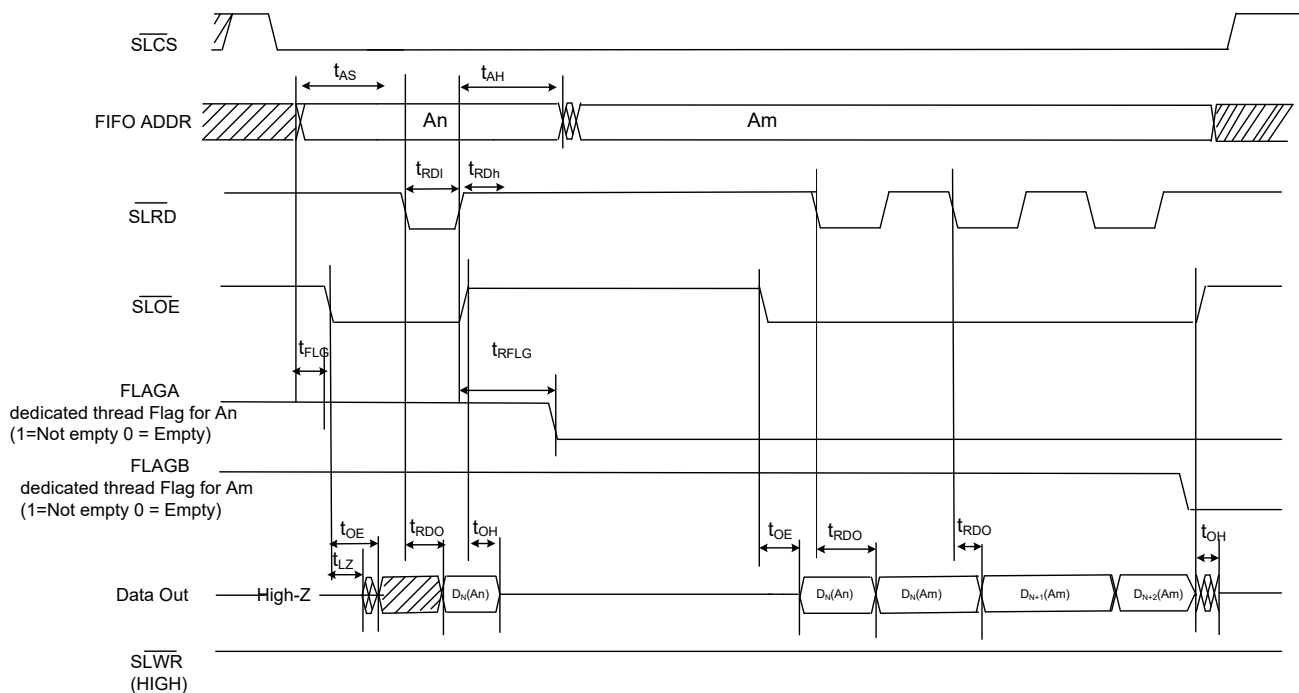 SLCS
tAS
tAH
FIFO ADDR
An
Am
tRDl
tRDh
SLRD
SLOE
tFLG
tRFLG
FLAGA
dedicated thread Flag for An
(1=Not empty 0 = Empty)
FLAGB
dedicated thread Flag for Am
(1=Not empty 0 = Empty)
tOE
tRDO
tOH
tOE
tRDO
tRDO
tOH
tLZ
Data Out
High-Z
DN(An)
DN(An)
DN(Am)
DN+1(Am)
DN+2(Am)
SLWR
(HIGH)